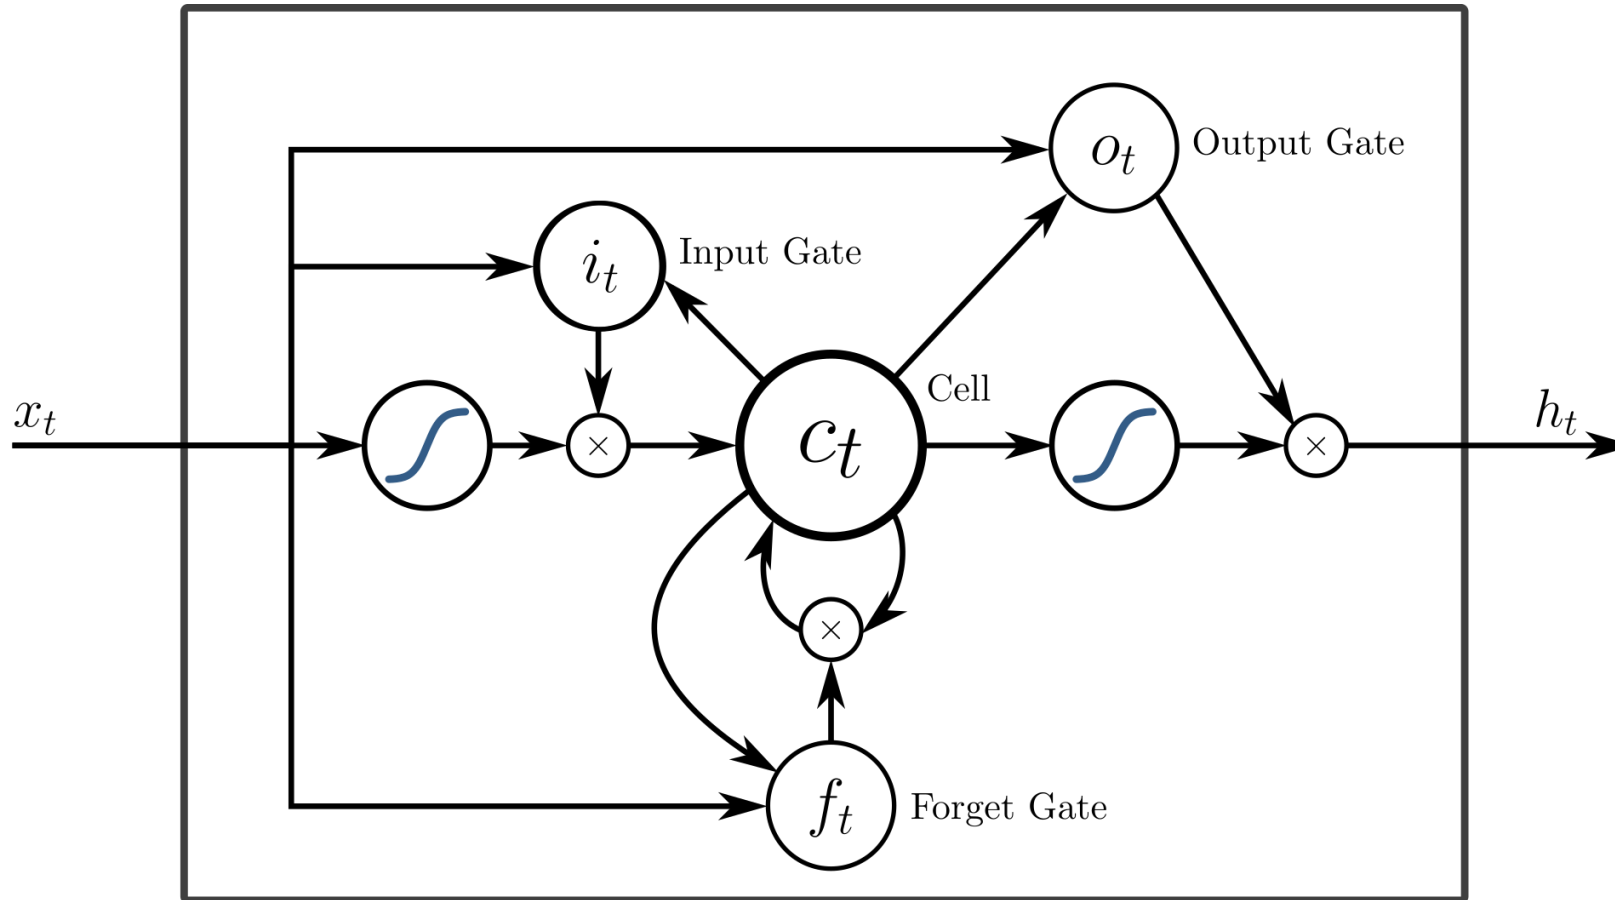 o_t Output Gate
i_t Input Gate
Cell
x_t
×
c_t
×
h_t
×
f_t Forget Gate